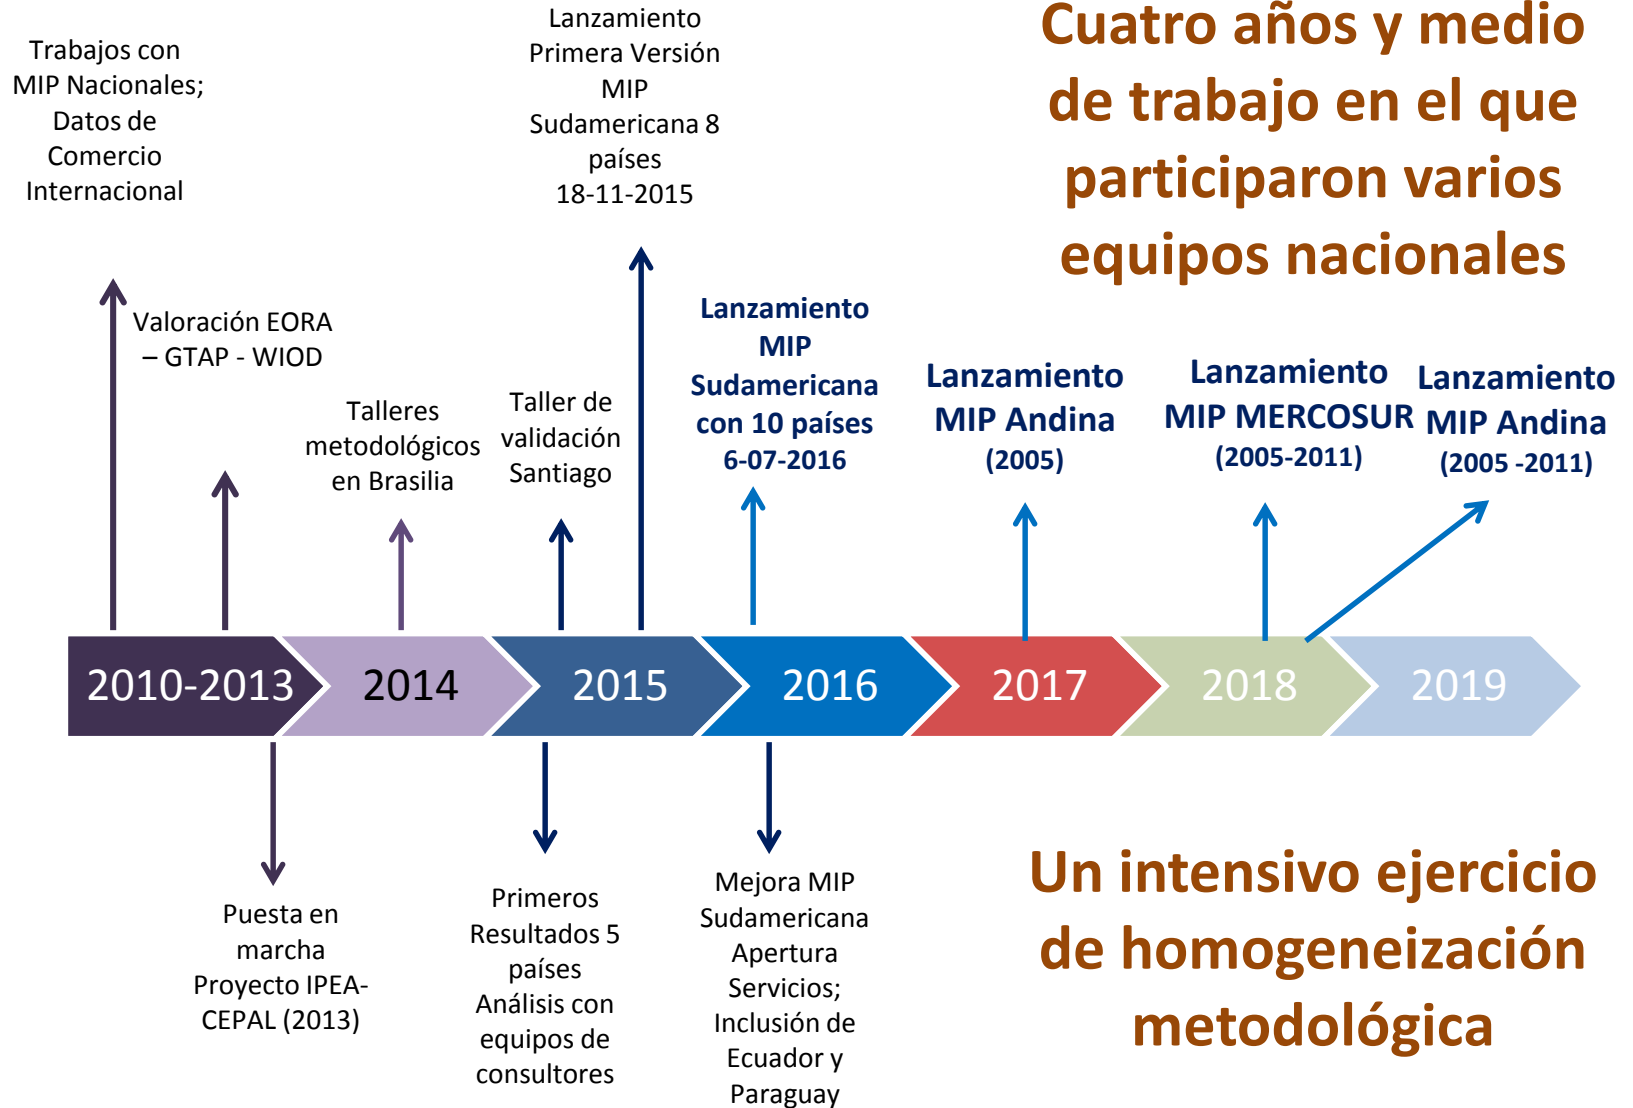 Trabajos con
MIP Nacionales;
Datos de
Comercio
Internacional
Lanzamiento
Primera Versión
MIP
Sudamericana 8
países
18-11-2015
Cuatro años y medio
de trabajo en el que
participaron varios
equipos nacionales
Valoración EORA
– GTAP - WIOD
Talleres
metodológicos
en Brasilia
Taller de
validación
Santiago
Lanzamiento
MIP
Sudamericana
con 10 países
6-07-2016
Lanzamiento
MIP Andina
(2005)
Lanzamiento
MIP MERCOSUR
(2005-2011)
Lanzamiento
MIP Andina
(2005 -2011)
2010-2013
2014
2015
2016
2017
2018
2019
Puesta en
marcha
Proyecto IPEA-
CEPAL (2013)
Primeros
Resultados 5
países
Análisis con
equipos de
consultores
Mejora MIP
Sudamericana
Apertura
Servicios;
Inclusión de
Ecuador y
Paraguay
Un intensivo ejercicio
de homogeneización
metodológica